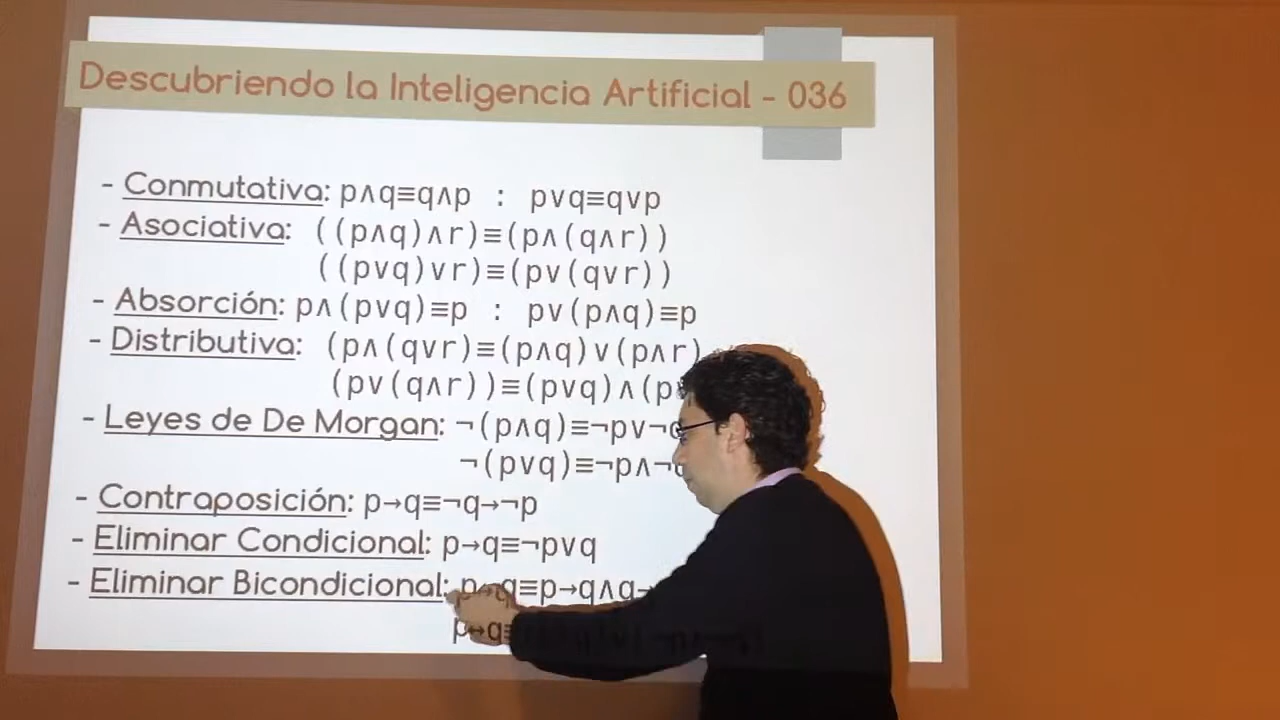 Descubriendo la Inteligencia Artificial - 036
- Conmutativa: p∧q≡q∧p : p∨q≡q∨p
- Asociativa: ((p∧q)∧r)≡(p∧(q∧r))
((p∨q)∨r)≡(p∨(q∨r))
- Absorción: p∧(p∨q)≡p : p∨(p∧q)≡p
- Distributiva: (p∧(q∨r)≡(p∧q)∨(p∧r)
(p∨(q∧r))≡(p∨q)∧(p
- Leyes de De Morgan: ¬(p∧q)≡¬p∨¬q
¬(p∨q)≡¬p∧¬q
- Contraposición: p→q≡¬q→¬p
- Eliminar Condicional: p→q≡¬p∨q
- Eliminar Bicondicional: p↔q≡p→q∧q→
p↔q≡